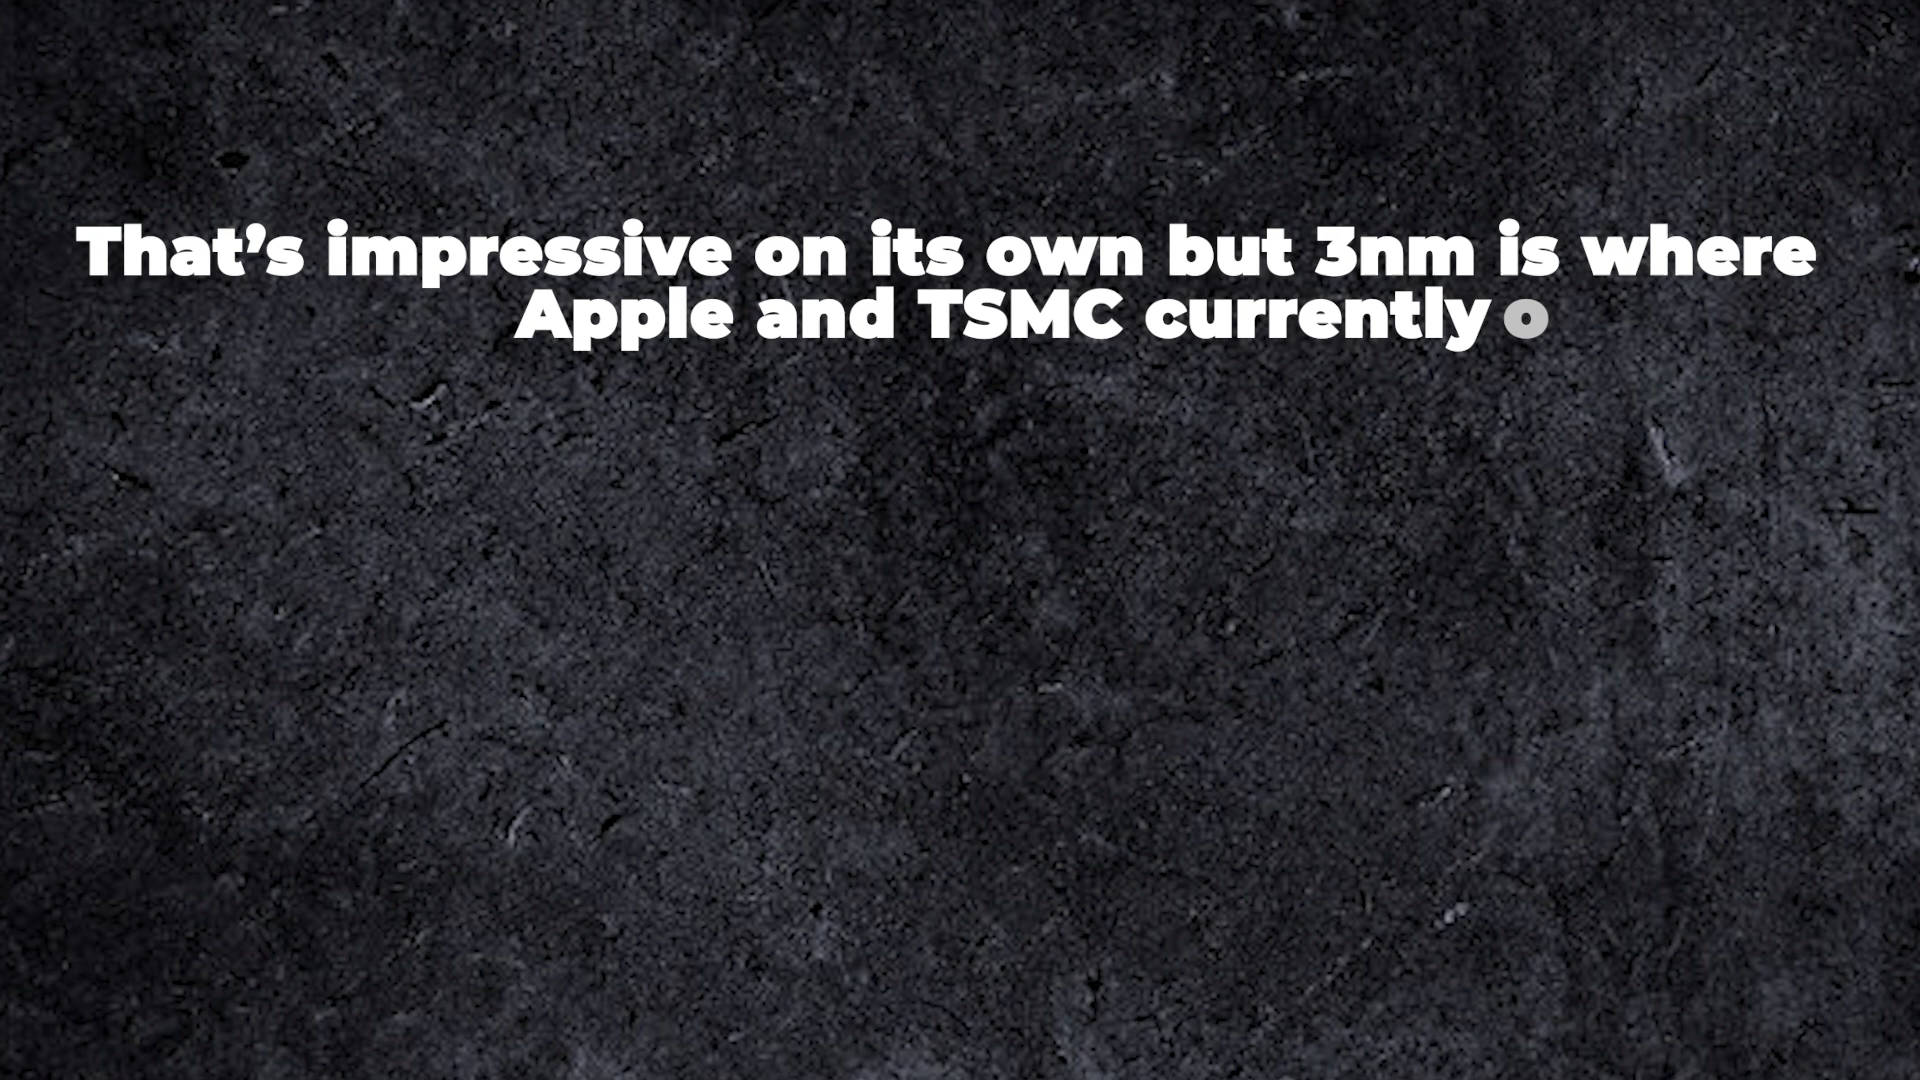 That’s impressive on its own but 3nm is where
Apple and TSMC currently o